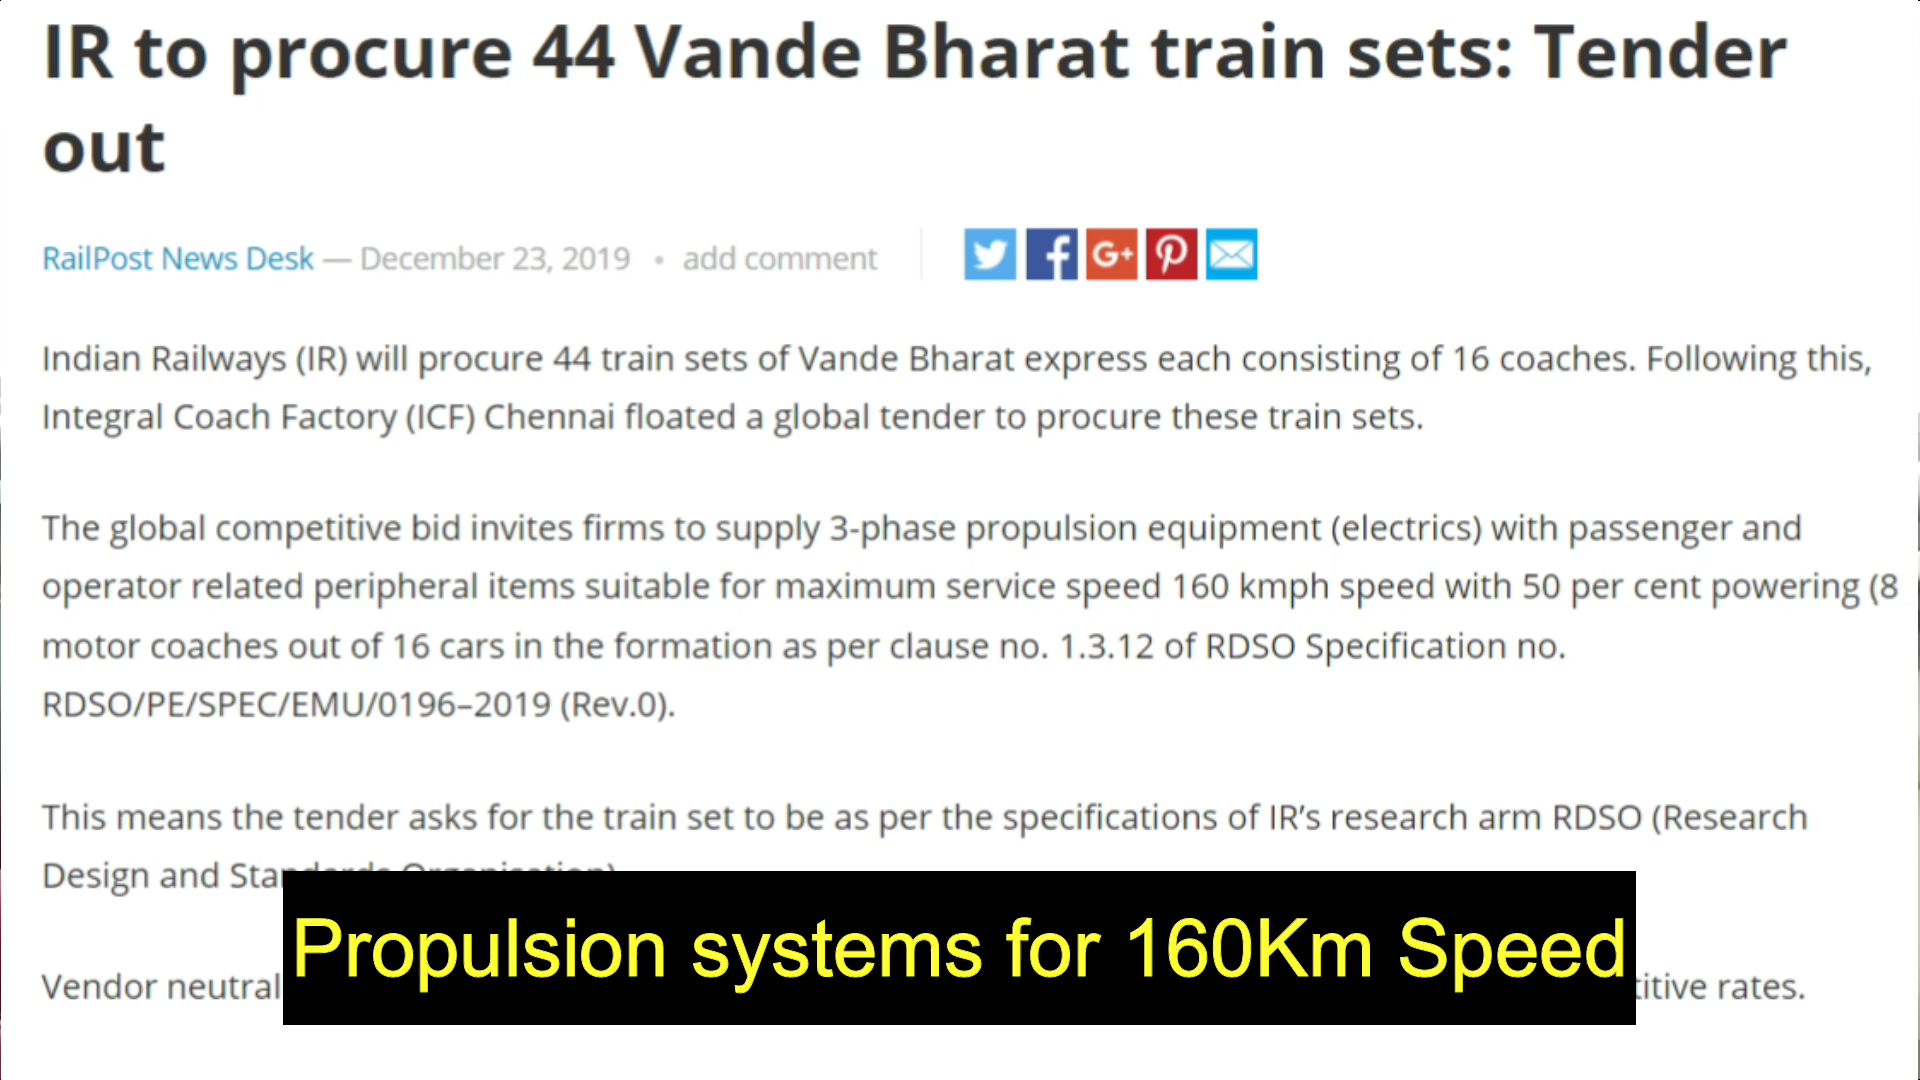 IR to procure 44 Vande Bharat train sets: Tender
out
RailPost News Desk — December 23, 2019 • add comment
G+
Indian Railways (IR) will procure 44 train sets of Vande Bharat express each consisting of 16 coaches. Following this,
Integral Coach Factory (ICF) Chennai floated a global tender to procure these train sets.
The global competitive bid invites firms to supply 3-phase propulsion equipment (electrics) with passenger and
operator related peripheral items suitable for maximum service speed 160 kmph speed with 50 per cent powering (8
motor coaches out of 16 cars in the formation as per clause no. 1.3.12 of RDSO Specification no.
RDSO/PE/SPEC/EMU/0196–2019 (Rev.0).
This means the tender asks for the train set to be as per the specifications of IR’s research arm RDSO (Research
Design and Standards Organisation)
Vendor neutral rates.
Propulsion systems for 160Km Speed